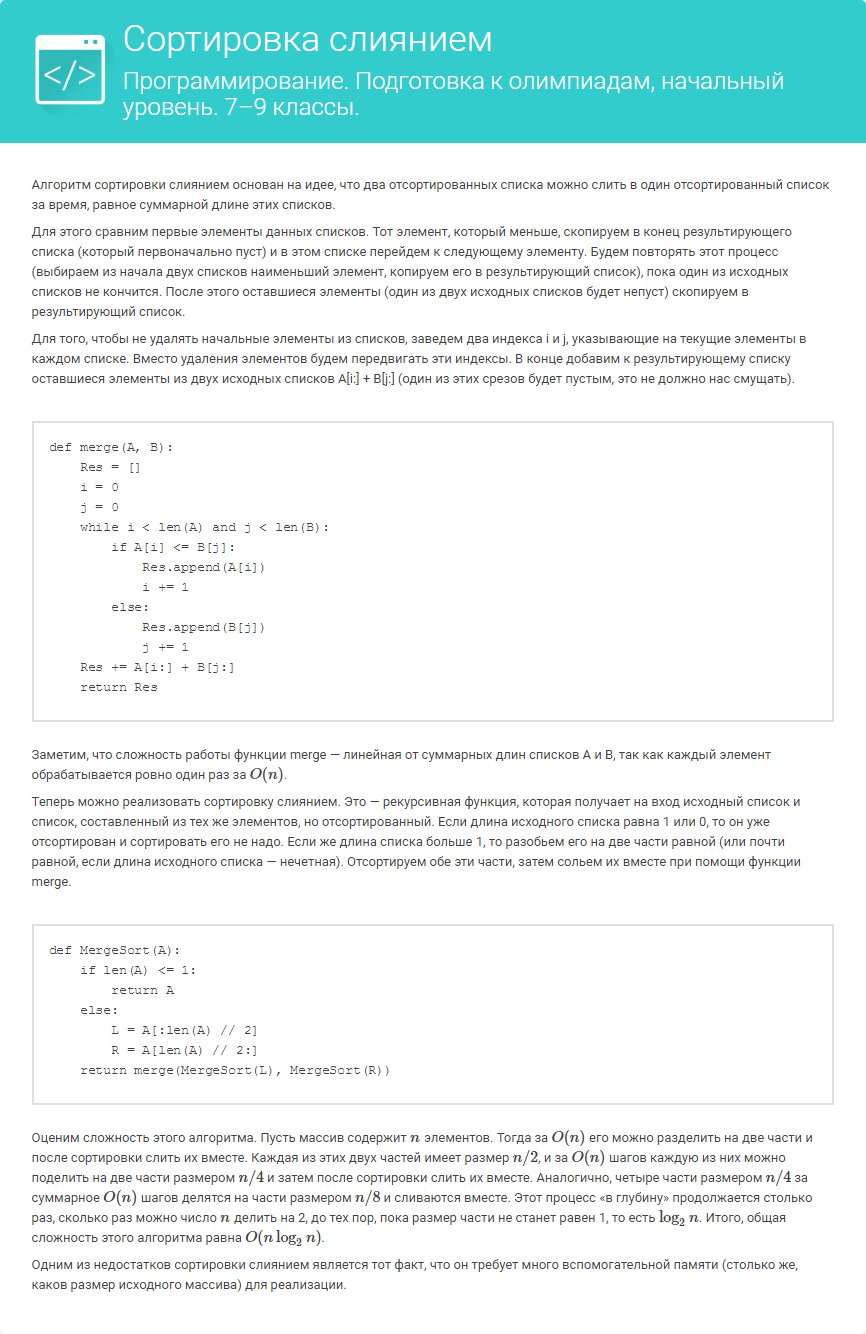 </>
Сортировка слиянием
Программирование. Подготовка к олимпиадам, начальный
уровень. 7–9 классы.
Алгоритм сортировки слиянием основан на идее, что два отсортированных списка можно слить в один отсортированный список
за время, равное суммарной длине этих списков.
Для этого сравним первые элементы данных списков. Тот элемент, который меньше, скопируем в конец результирующего
списка (который первоначально пуст) и в этом списке перейдем к следующему элементу. Будем повторять этот процесс
(выбираем из начала двух списков наименьший элемент, копируем его в результирующий список), пока один из исходных
списков не кончится. После этого оставшиеся элементы (один из двух исходных списков будет непуст) скопируем в
результирующий список.
Для того, чтобы не удалять начальные элементы из списков, заведем два индекса i и j, указывающие на текущие элементы в
каждом списке. Вместо удаления элементов будем передвигать эти индексы. В конце добавим к результирующему списку
оставшиеся элементы из двух исходных списков A[i:] + B[j:] (один из этих срезов будет пустым, это не должно нас смущать).
def merge(A, B):
    Res = []
    i = 0
    j = 0
    while i < len(A) and j < len(B):
        if A[i] <= B[j]:
            Res.append(A[i])
            i += 1
        else:
            Res.append(B[j])
            j += 1
    Res += A[i:] + B[j:]
    return Res
Заметим, что сложность работы функции merge — линейная от суммарных длин списков A и B, так как каждый элемент
обрабатывается ровно один раз за O(n).
Теперь можно реализовать сортировку слиянием. Это — рекурсивная функция, которая получает на вход исходный список и
список, составленный из тех же элементов, но отсортированный. Если длина исходного списка равна 1 или 0, то он уже
отсортирован и сортировать его не надо. Если же длина списка больше 1, то разобьем его на две части равной (или почти
равной, если длина исходного списка — нечетная). Отсортируем обе эти части, затем сольем их вместе при помощи функции
merge.
def MergeSort(A):
    if len(A) <= 1:
        return A
    else:
        L = A[:len(A) // 2]
        R = A[len(A) // 2:]
    return merge(MergeSort(L), MergeSort(R))
Оценим сложность этого алгоритма. Пусть массив содержит n элементов. Тогда за O(n) его можно разделить на две части и
после сортировки слить их вместе. Каждая из этих двух частей имеет размер n/2, и за O(n) шагов каждую из них можно
поделить на две части размером n/4 и затем после сортировки слить их вместе. Аналогично, четыре части размером n/4 за
суммарное O(n) шагов делятся на части размером n/8 и сливаются вместе. Этот процесс «в глубину» продолжается столько
раз, сколько раз можно число n делить на 2, до тех пор, пока размер части не станет равен 1, то есть log₂ n. Итого, общая
сложность этого алгоритма равна O(n log₂ n).
Одним из недостатков сортировки слиянием является тот факт, что он требует много вспомогательной памяти (столько же,
каков размер исходного массива) для реализации.